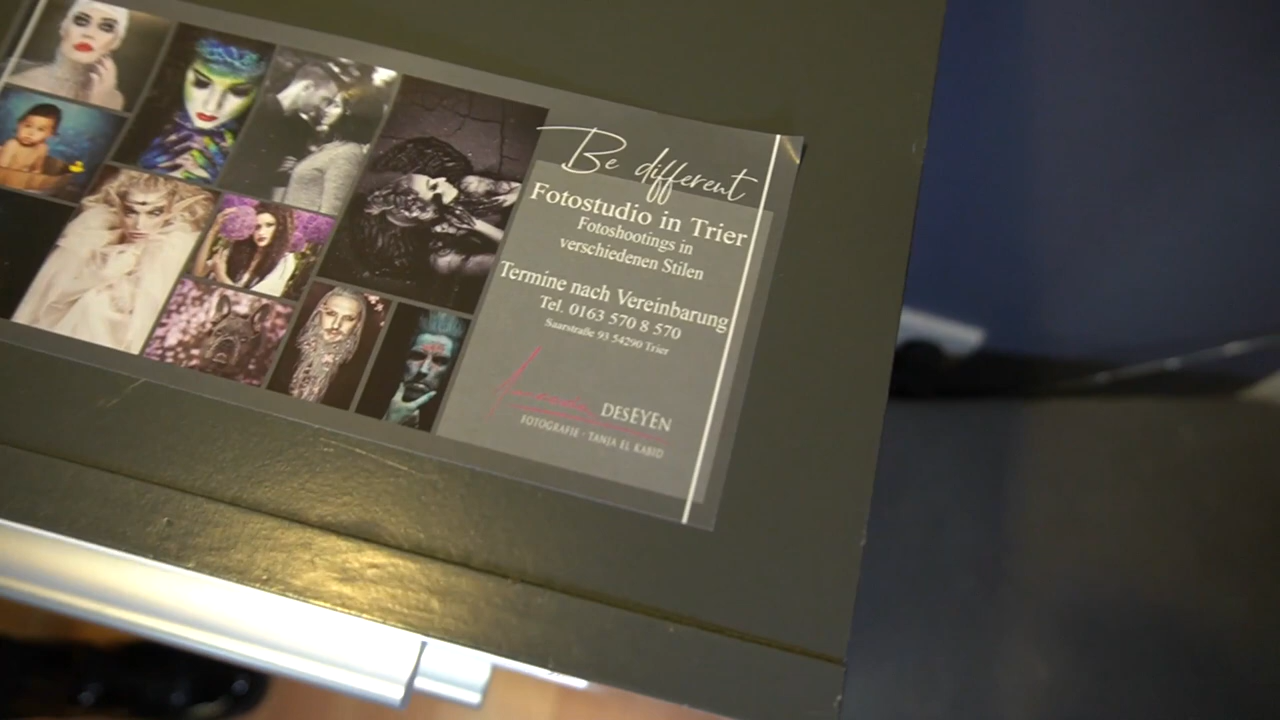 Be different
Fotostudio in Trier
Fotoshootings in
verschiedenen Stilen
Termine nach Vereinbarung
Tel. 0163 570 8 570
Saarstraße 93 54290 Trier
DESEYEN
FOTOGRAFIE · TANJA EL KABID